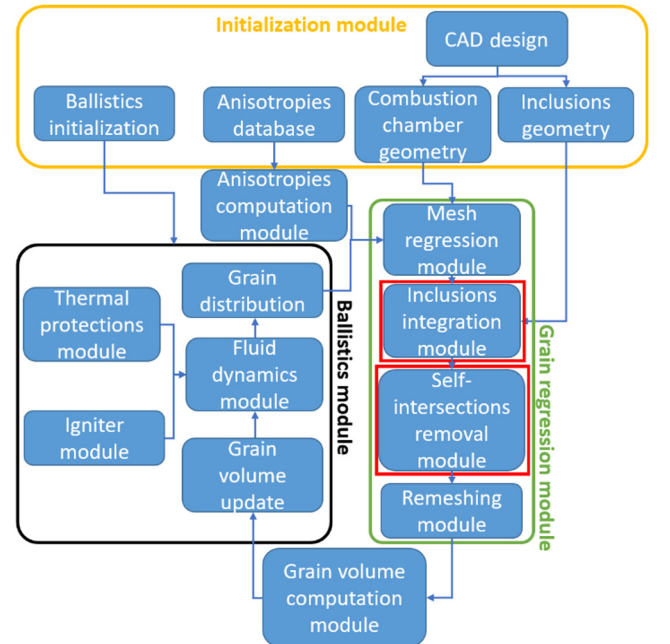 Initialization module
CAD design
Ballistics
initialization
Anisotropies
database
Combustion
chamber
geometry
Inclusions
geometry
Anisotropies
computation
module
Mesh
regression
module
Grain
distribution
Thermal
protections
module
Inclusions
integration
module
Fluid
dynamics
module
Ballistics module
Grain regression module
Self-
intersections
removal
module
Igniter
module
Grain
volume
update
Remeshing
module
Grain volume
computation
module